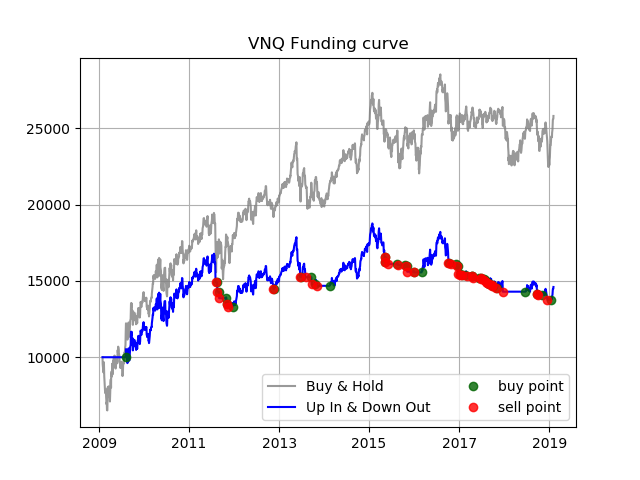 VNQ Funding curve
25000
20000
15000
10000
Buy & Hold
Up In & Down Out
buy point
sell point
2009
2011
2013
2015
2017
2019